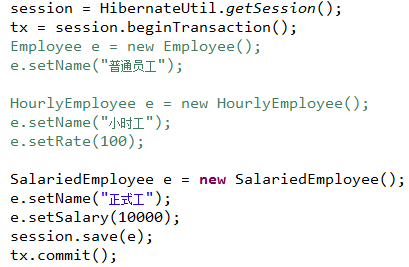 session = HibernateUtil.getSession();
tx = session.beginTransaction();
Employee e = new Employee();
e.setName("普通员工");
HourlyEmployee e = new HourlyEmployee();
e.setName("小时工");
e.setRate(100);
SalariedEmployee e = new SalariedEmployee();
e.setName("正式工");
e.setSalary(10000);
session.save(e);
tx.commit();